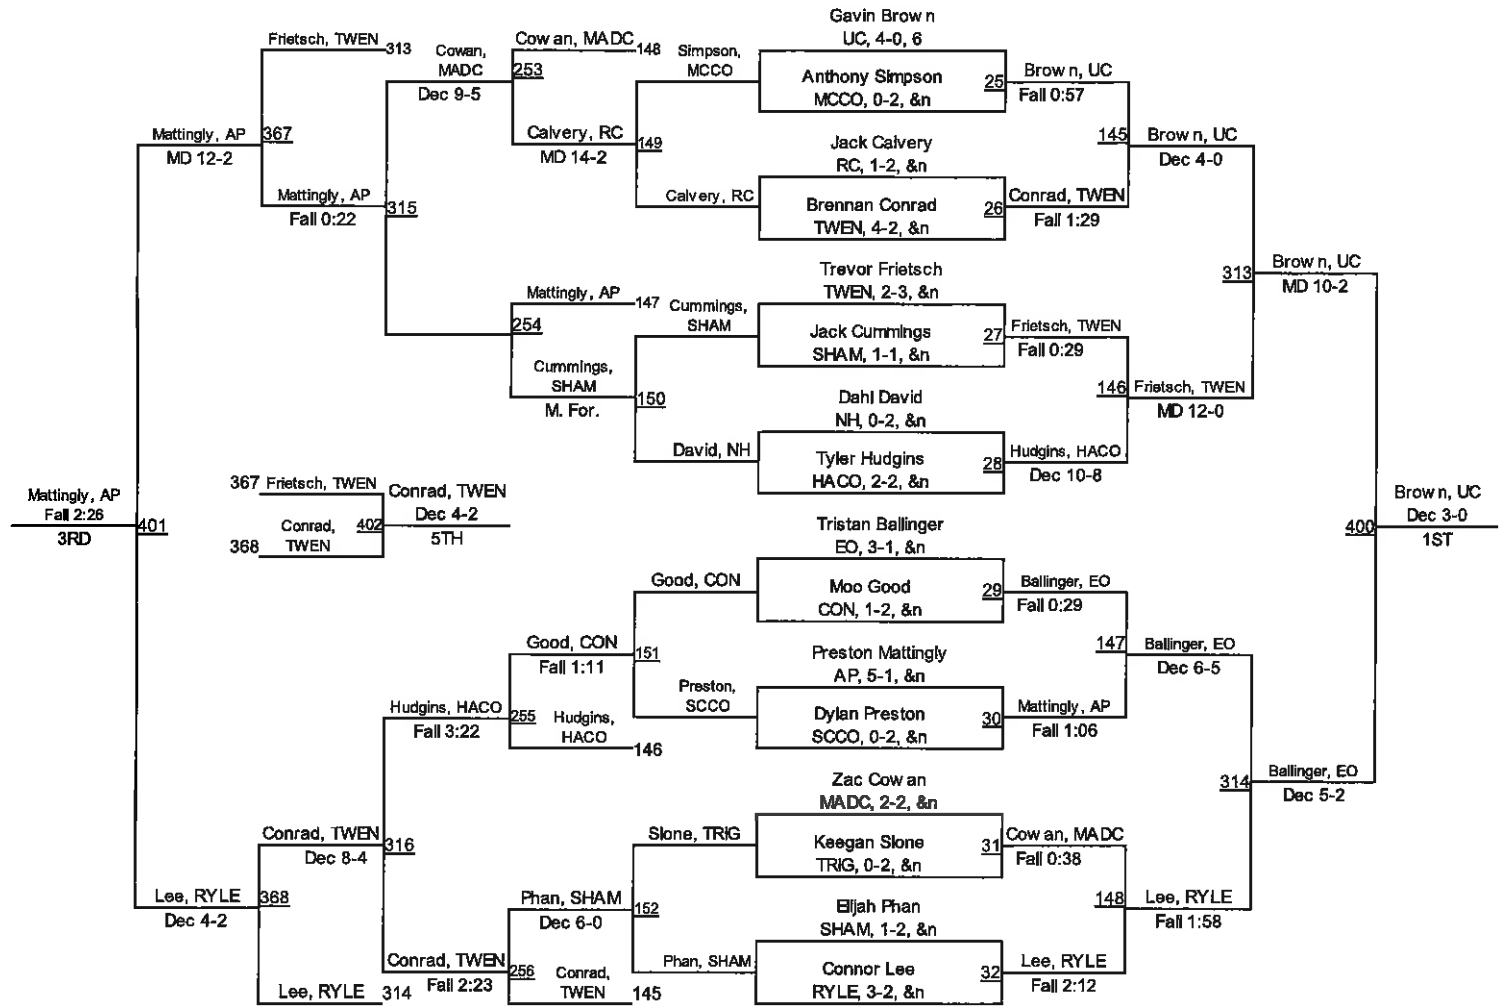 Gavin Brown
UC, 4-0, 6
Frietsch, TWEN
313
Cowan,
MADC
253
Dec 9-5
Cowan, MADC
148
Simpson,
MCCO
Anthony Simpson
MCCO, 0-2, &n
25
Brown, UC
Fall 0:57
Mattingly, AP
MD 12-2
367
Calvery, RC
MD 14-2
149
Jack Calvery
RC, 1-2, &n
145
Brown, UC
Dec 4-0
Mattingly, AP
Fall 0:22
315
Calvery, RC
Brennan Conrad
TWEN, 4-2, &n
26
Conrad, TWEN
Fall 1:29
Trevor Frietsch
TWEN, 2-3, &n
313
Brown, UC
MD 10-2
Mattingly, AP
147
254
Cummings,
SHAM
Jack Cummings
SHAM, 1-1, &n
27
Frietsch, TWEN
Fall 0:29
Cummings,
SHAM
M. For.
150
Dahl David
NH, 0-2, &n
146
Frietsch, TWEN
MD 12-0
David, NH
Tyler Hudgins
HACO, 2-2, &n
28
Hudgins, HACO
Dec 10-8
Mattingly, AP
Fall 2:26
3RD
401
367
Frietsch, TWEN
Conrad,
TWEN
368
402
Conrad, TWEN
Dec 4-2
5TH
Tristan Ballinger
EO, 3-1, &n
400
Brown, UC
Dec 3-0
1ST
Good, CON
Moo Good
CON, 1-2, &n
29
Ballinger, EO
Fall 0:29
Good, CON
Fall 1:11
151
Preston Mattingly
AP, 5-1, &n
147
Ballinger, EO
Dec 6-5
Hudgins, HACO
Fall 3:22
255
Hudgins,
HACO
146
Preston,
SCCO
Dylan Preston
SCCO, 0-2, &n
30
Mattingly, AP
Fall 1:06
Zac Cowan
MADC, 2-2, &n
314
Ballinger, EO
Dec 5-2
Conrad, TWEN
Dec 8-4
316
Slone, TRIG
Keegan Slone
TRIG, 0-2, &n
31
Cowan, MADC
Fall 0:38
Lee, RYLE
Dec 4-2
368
Phan, SHAM
Dec 6-0
152
Elijah Phan
SHAM, 1-2, &n
148
Lee, RYLE
Fall 1:58
Conrad, TWEN
Fall 2:23
256
Conrad,
TWEN
145
Phan, SHAM
Connor Lee
RYLE, 3-2, &n
32
Lee, RYLE
Fall 2:12
Lee, RYLE
314